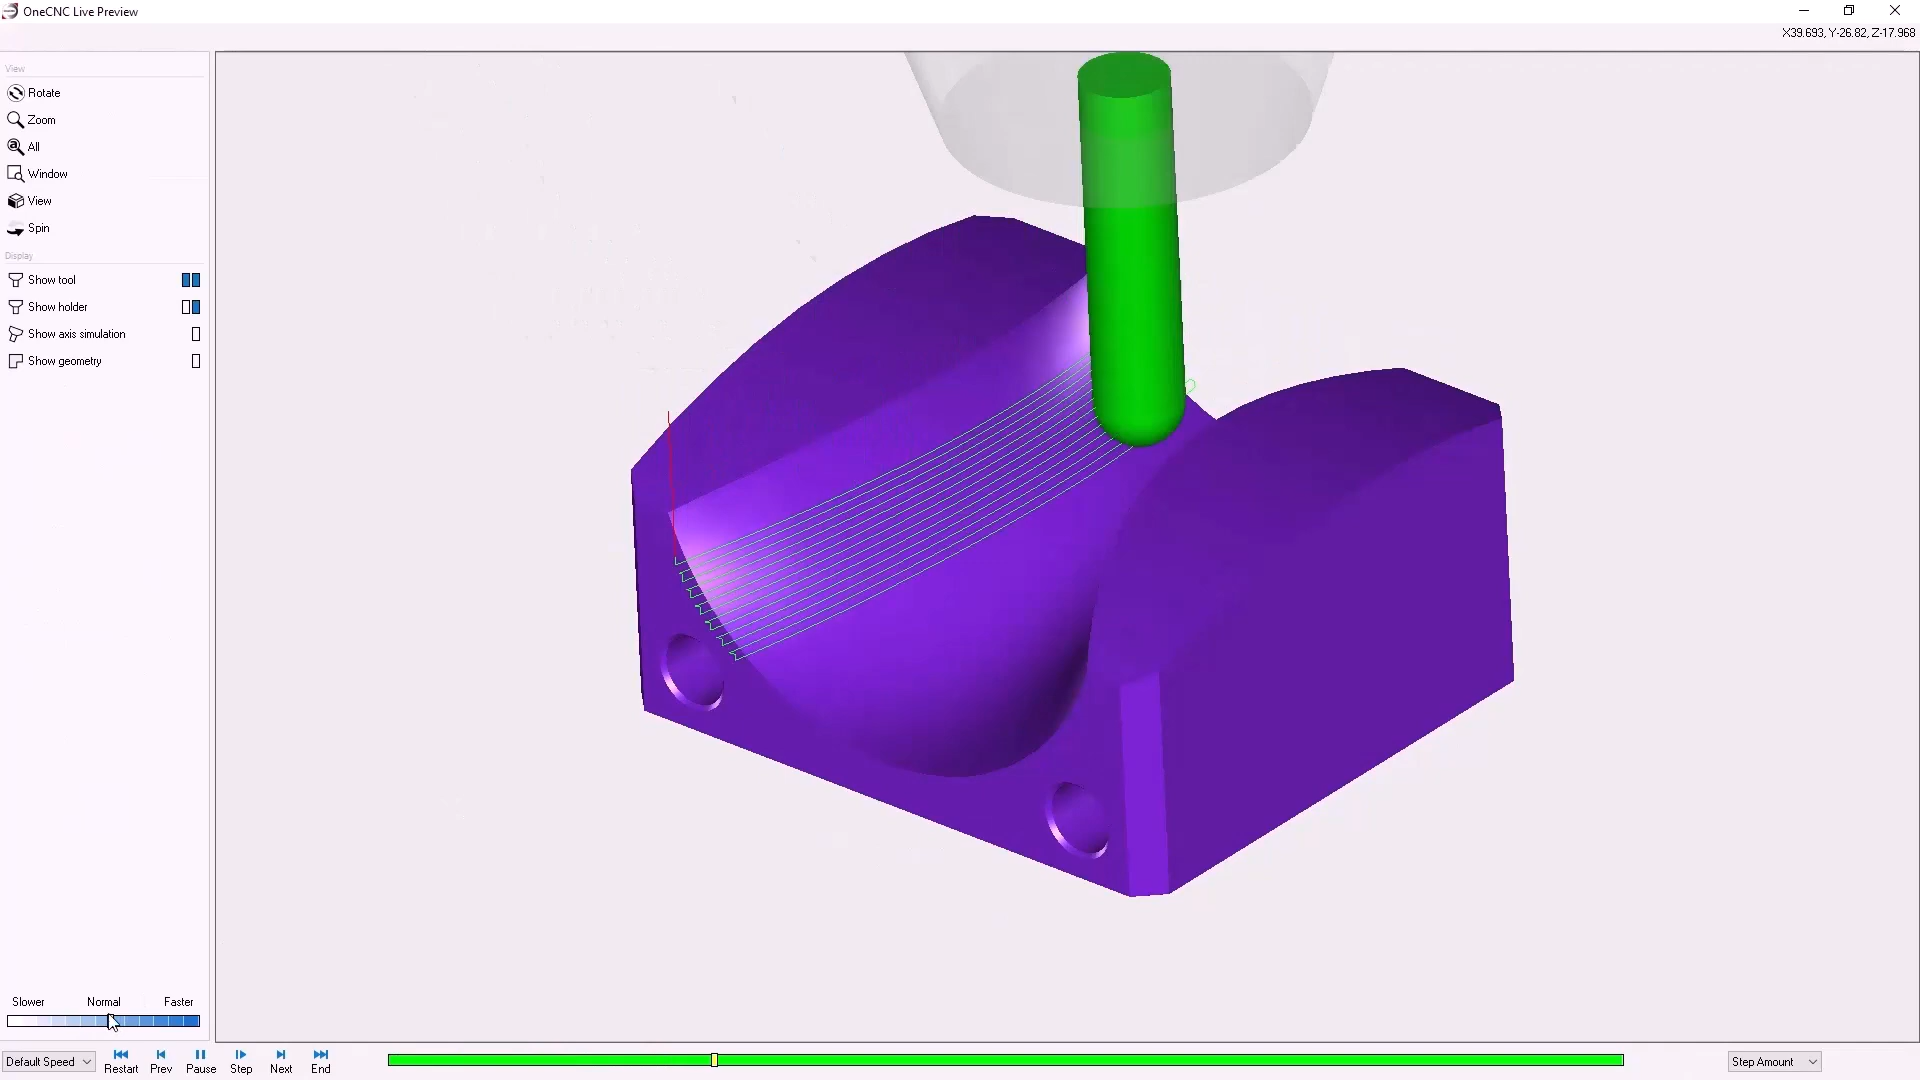 OneCNC Live Preview
X39.693, Y-26.82, Z-17.968
View
Rotate
Zoom
All
Window
View
Spin
Display
Show tool
Show holder
Show axis simulation
Show geometry
Slower Normal Faster
Default Speed Restart Prev Pause Step Next End Step Amount